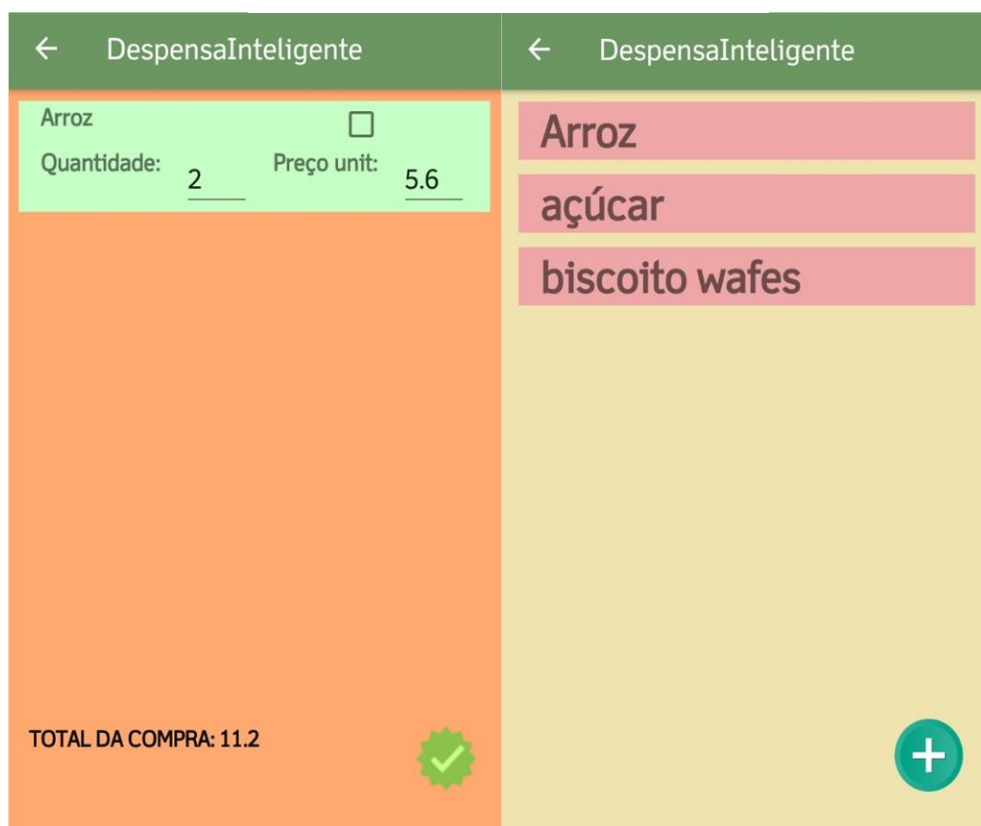 DespensaInteligente
Arroz
Quantidade: 2 Preço unit: 5.6
TOTAL DA COMPRA: 11.2
DespensaInteligente
Arroz
açúcar
biscoito wafes